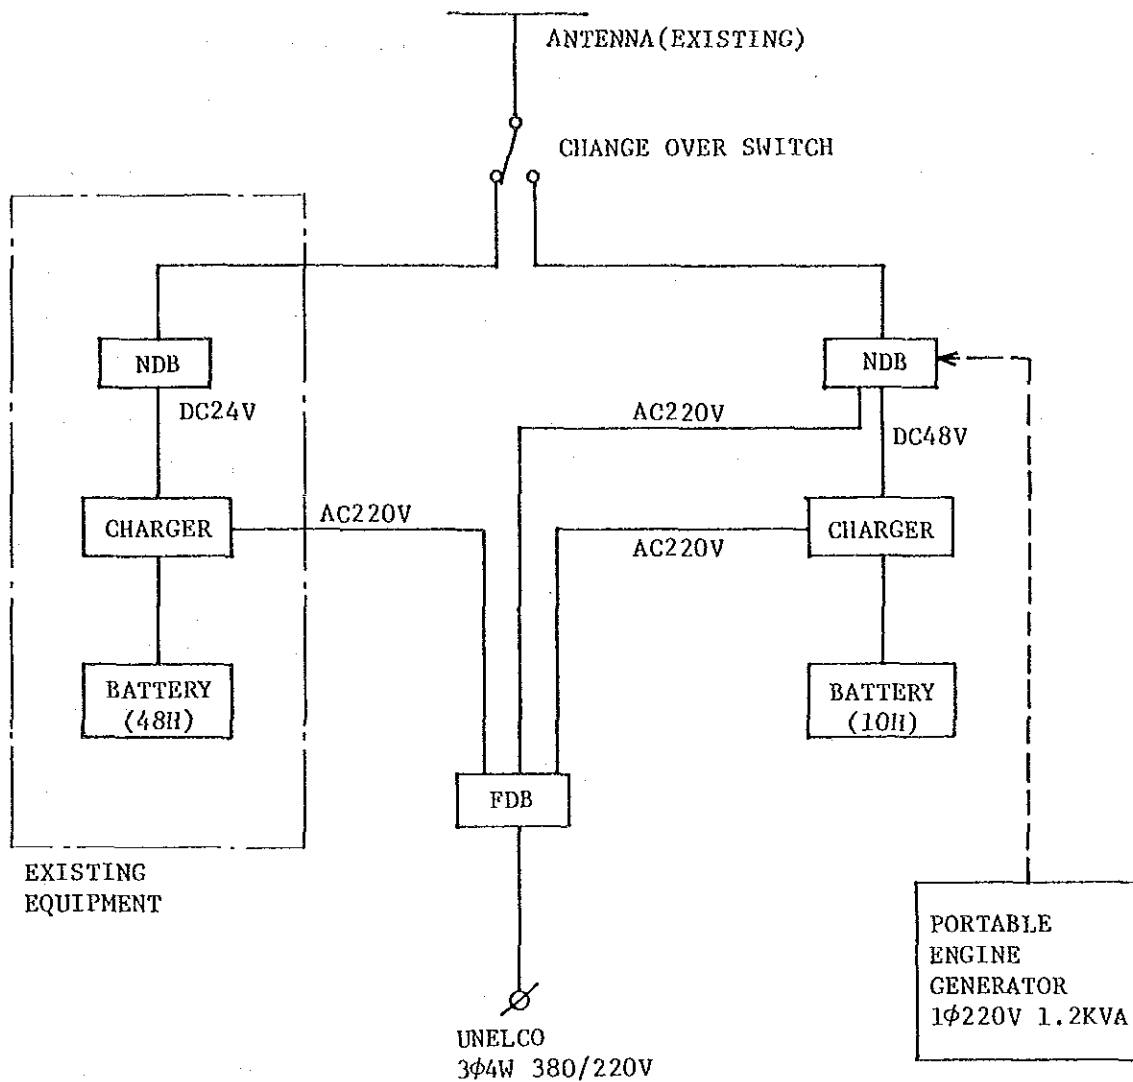 ANTENNA(EXISTING)
CHANGE OVER SWITCH
NDB
NDB
DC24V
AC220V
DC48V
CHARGER
AC220V
AC220V
CHARGER
BATTERY
(48H)
BATTERY
(10H)
FDB
EXISTING
EQUIPMENT
PORTABLE
ENGINE
GENERATOR
1φ220V 1.2KVA
UNELCO
3φ4W 380/220V